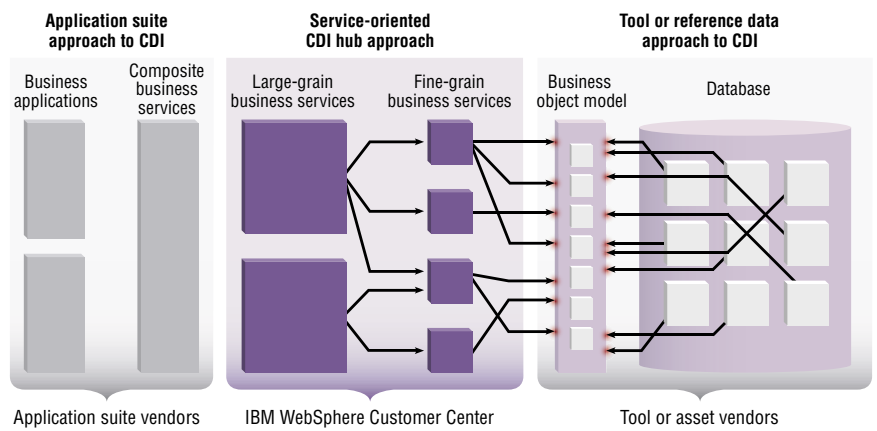 Application suite
approach to CDI
Service-oriented
CDI hub approach
Tool or reference data
approach to CDI
Business
applications
Composite
business
services
Large-grain
business services
Fine-grain
business services
Business
object model
Database
Application suite vendors
IBM WebSphere Customer Center
Tool or asset vendors